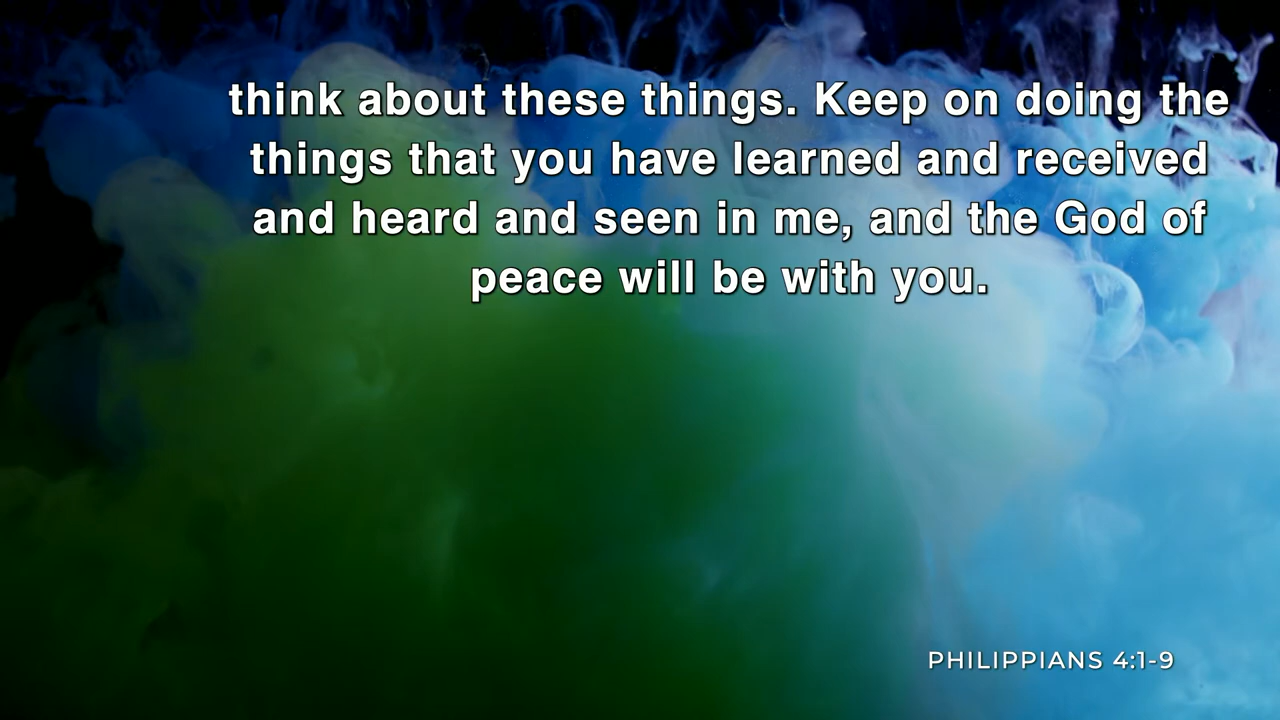 think about these things. Keep on doing the
things that you have learned and received
and heard and seen in me, and the God of
peace will be with you.
PHILIPPIANS 4:1-9